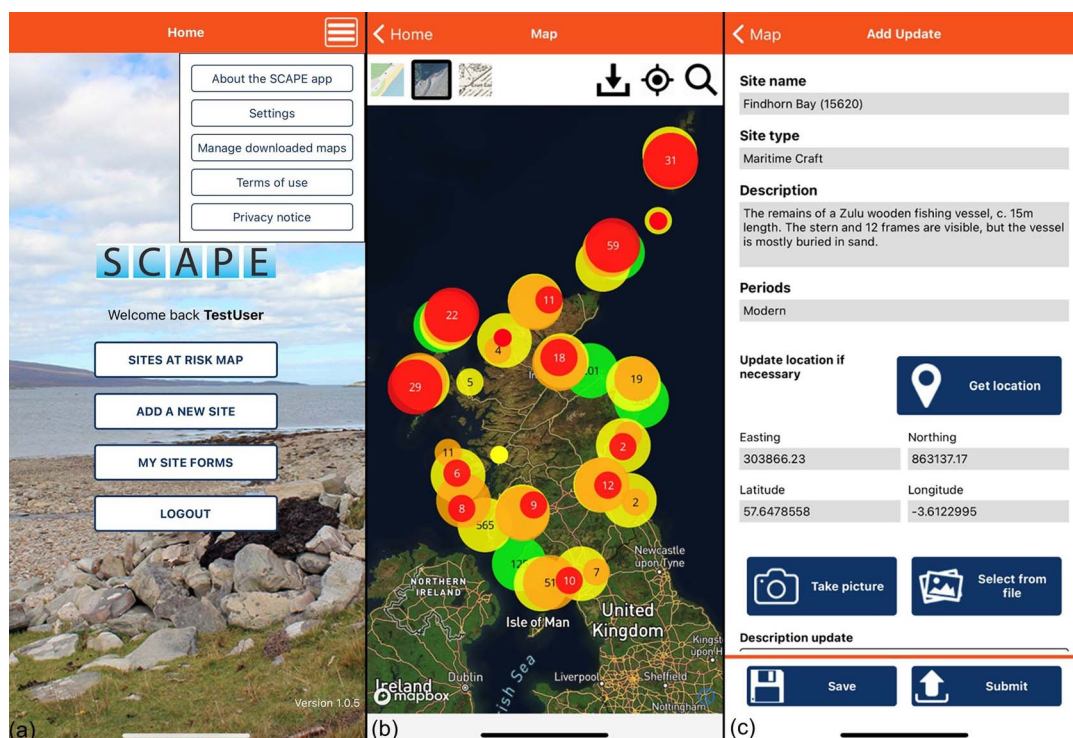 Home
About the SCAPE app
Settings
Manage downloaded maps
Terms of use
Privacy notice
SCAPE
Welcome back TestUser
SITES AT RISK MAP
ADD A NEW SITE
MY SITE FORMS
LOGOUT
Version 1.0.5
(a)
Home
Map
31
59
11
22
4
18
01
29
5
19
2
11
6
12
8
9
2
565
12
51
10
7
Newcastle
upon Tyne
NORTHERN
IRELAND
Isle of Man
United
Kingdom
Kings
upon H
Ireland
Dublin
Irish Sea
Liverpool
Sheffield
mapbox
Nottingham
(b)
Map
Add Update
Site name
Findhorn Bay (15620)
Site type
Maritime Craft
Description
The remains of a Zulu wooden fishing vessel, c. 15m
length. The stern and 12 frames are visible, but the vessel
is mostly buried in sand.
Periods
Modern
Update location if
necessary
Get location
Easting
Northing
303866.23
863137.17
Latitude
Longitude
57.6478558
-3.6122995
Take picture
Select from
file
Description update
Save
Submit
(c)